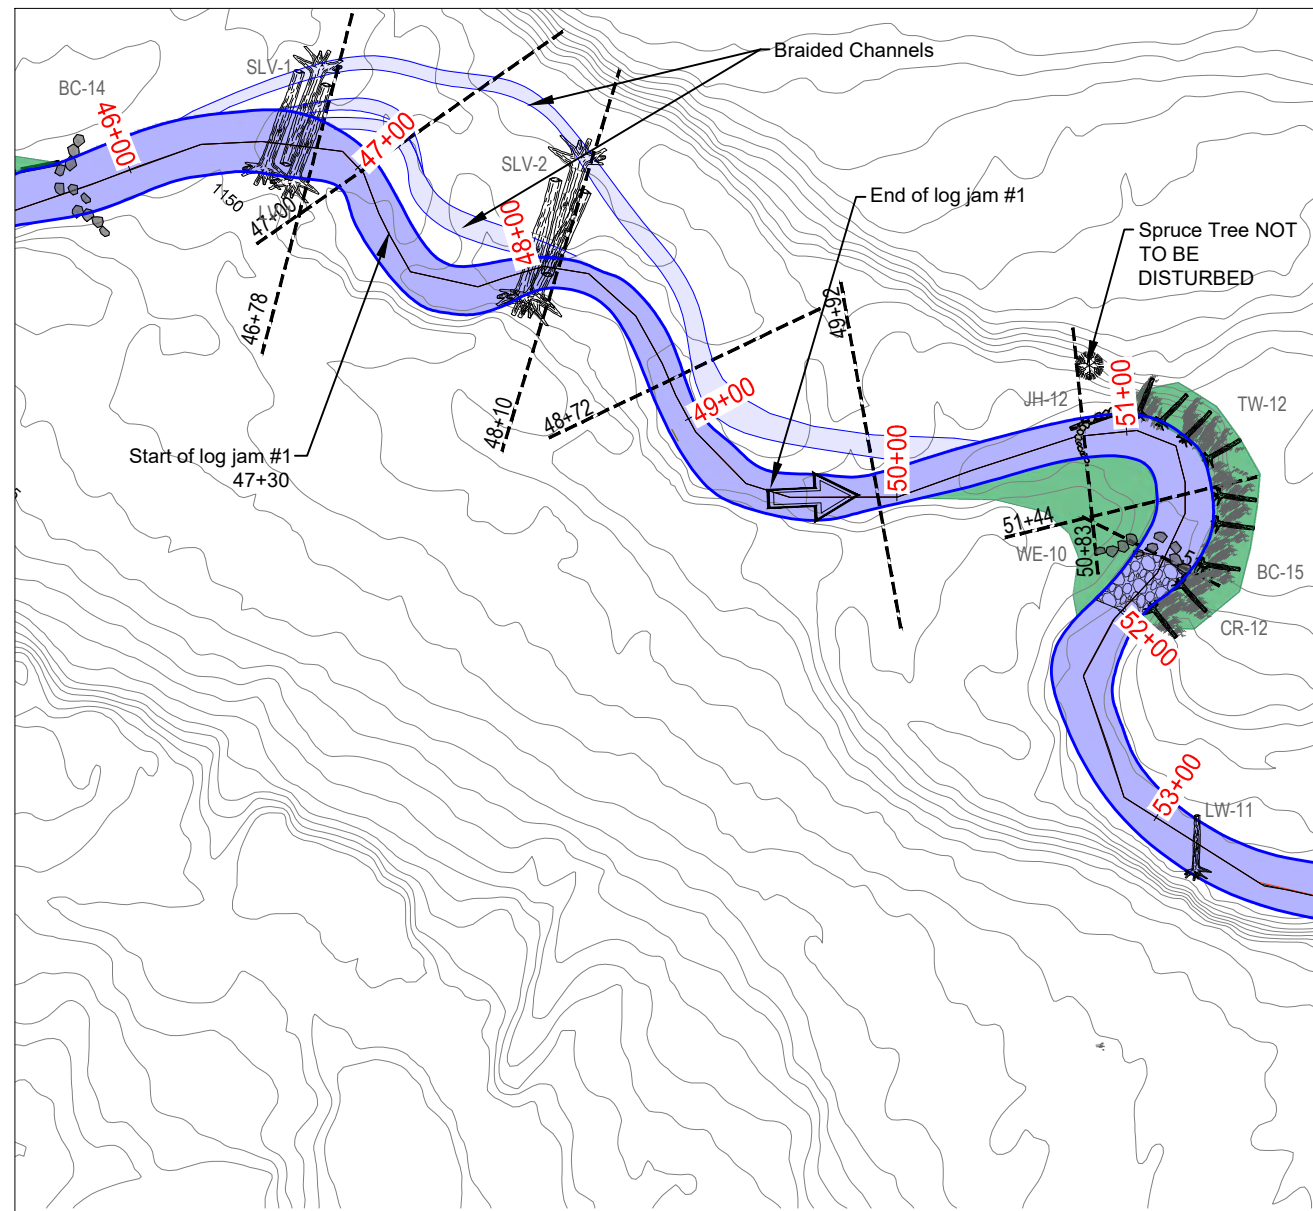 Braided Channels
SLV-1
BC-14
46+00
47+00
SLV-2
1150
47+00
48+00
End of log jam #1
Spruce Tree NOT
TO BE
DISTURBED
46+78
49+92
48+10
48+72
49+00
JH-12
51+00
TW-12
Start of log jam #1
47+30
50+00
51+44
WE-10
50+83
BC-15
CR-12
52+00
53+00
LW-11